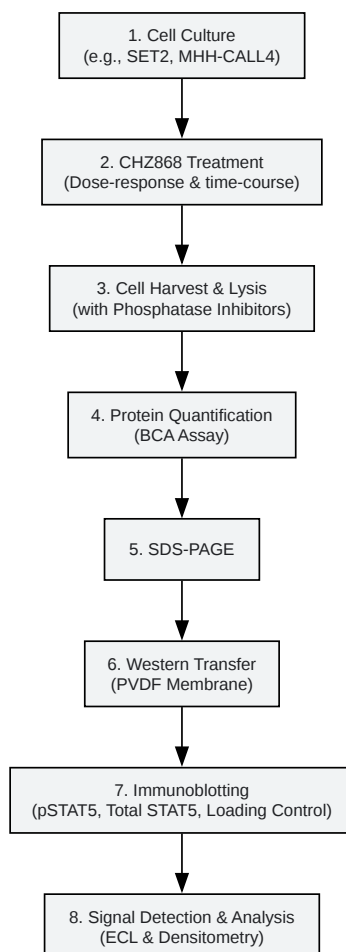 1. Cell Culture
(e.g., SET2, MHH-CALL4)
2. CHZ868 Treatment
(Dose-response & time-course)
3. Cell Harvest & Lysis
(with Phosphatase Inhibitors)
4. Protein Quantification
(BCA Assay)
5. SDS-PAGE
6. Western Transfer
(PVDF Membrane)
7. Immunoblotting
(pSTAT5, Total STAT5, Loading Control)
8. Signal Detection & Analysis
(ECL & Densitometry)